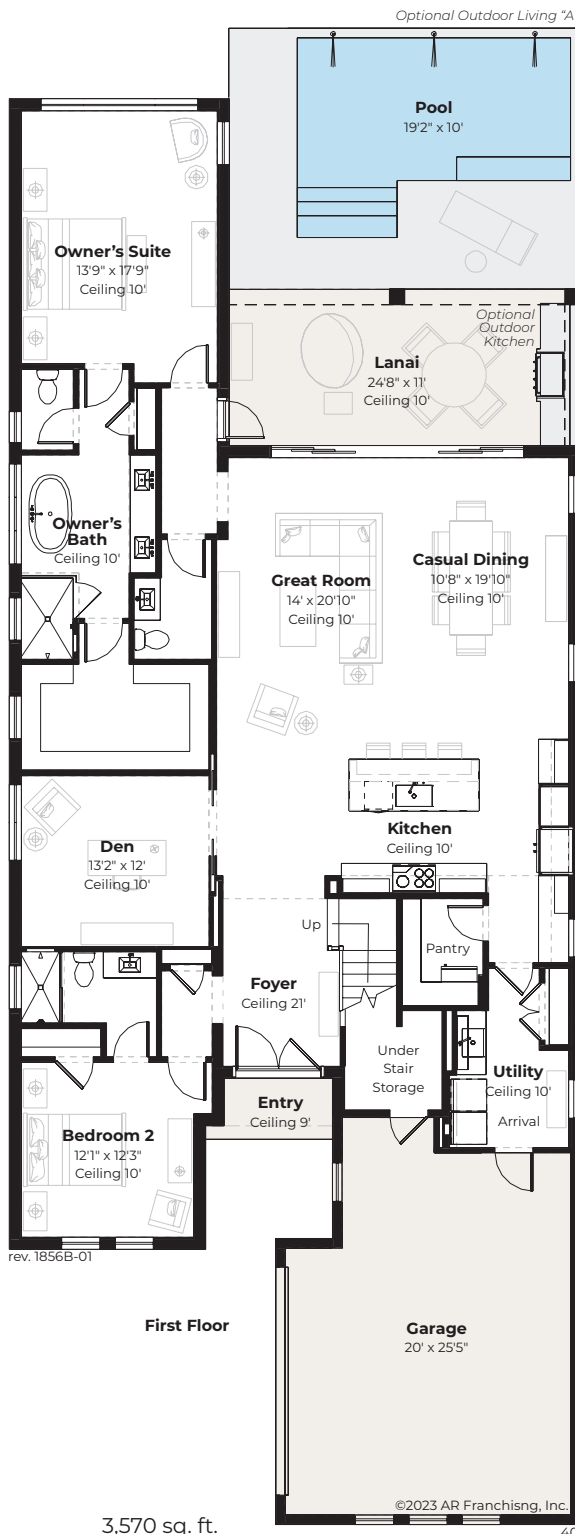 Optional Outdoor Living “A
Pool
19'2" x 10'
Owner’s Suite
13'9" x 17'9"
Ceiling 10'
Optional
Outdoor
Kitchen
Lanai
24'8" x 11'
Ceiling 10'
Owner’s
Bath
Ceiling 10'
Great Room
14' x 20'10"
Ceiling 10'
Casual Dining
10'8" x 19'10"
Ceiling 10'
Kitchen
Ceiling 10'
Den
13'2" x 12'
Ceiling 10'
Up
Pantry
Foyer
Ceiling 21'
Under
Stair
Storage
Utility
Ceiling 10'
Arrival
Entry
Ceiling 9'
Bedroom 2
12'1" x 12'3"
Ceiling 10'
rev. 1856B-01
First Floor
Garage
20' x 25'5"
©2023 AR Franchisng, Inc.
3,570 sq. ft.